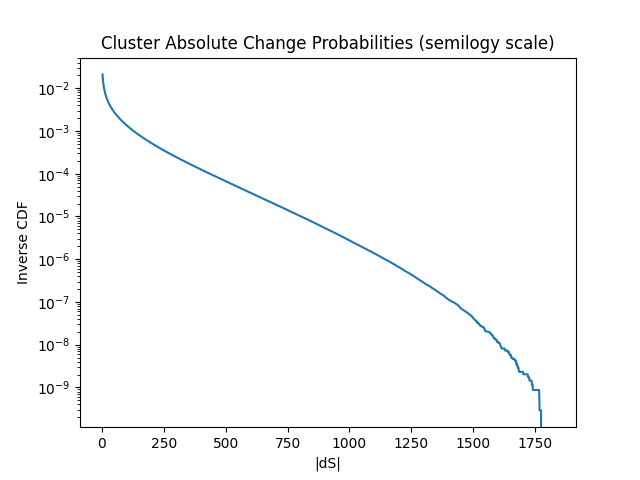 Cluster Absolute Change Probabilities (semilogy scale)
Inverse CDF
10⁻²
10⁻³
10⁻⁴
10⁻⁵
10⁻⁶
10⁻⁷
10⁻⁸
10⁻⁹
0 250 500 750 1000 1250 1500 1750
|dS|